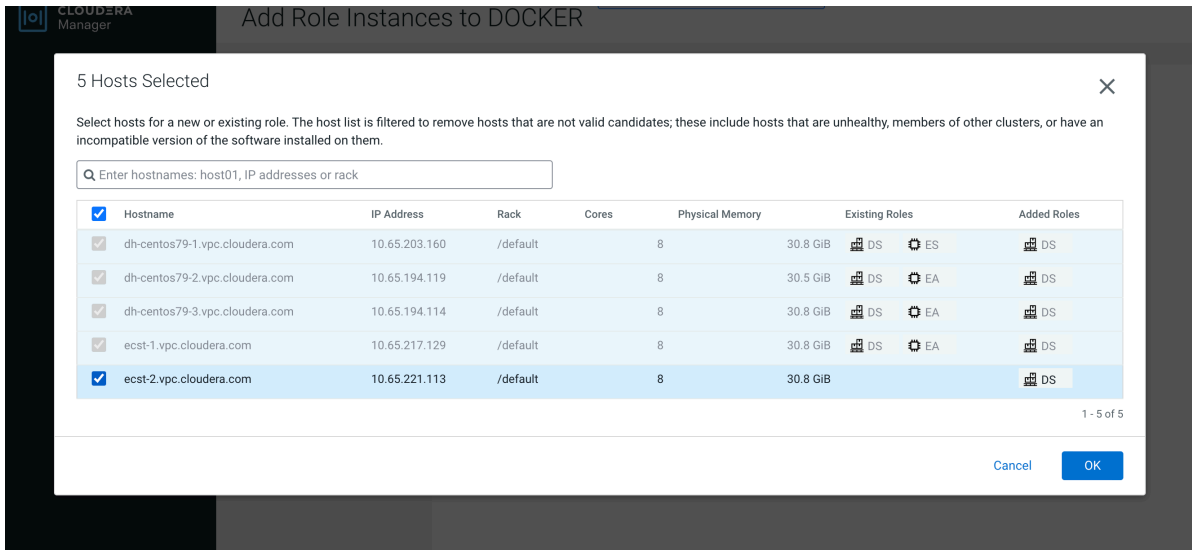 CLOUDERA
Manager
Add Role Instances to DOCKER
5 Hosts Selected
Select hosts for a new or existing role. The host list is filtered to remove hosts that are not valid candidates; these include hosts that are unhealthy, members of other clusters, or have an
incompatible version of the software installed on them.
Enter hostnames: host01, IP addresses or rack
Hostname IP Address Rack Cores Physical Memory Existing Roles Added Roles
dh-centos79-1.vpc.cloudera.com 10.65.203.160 /default 8 30.8 GiB DS ES DS
dh-centos79-2.vpc.cloudera.com 10.65.194.119 /default 8 30.5 GiB DS EA DS
dh-centos79-3.vpc.cloudera.com 10.65.194.114 /default 8 30.8 GiB DS EA DS
ecst-1.vpc.cloudera.com 10.65.217.129 /default 8 30.8 GiB DS EA DS
ecst-2.vpc.cloudera.com 10.65.221.113 /default 8 30.8 GiB DS
1 - 5 of 5
Cancel OK